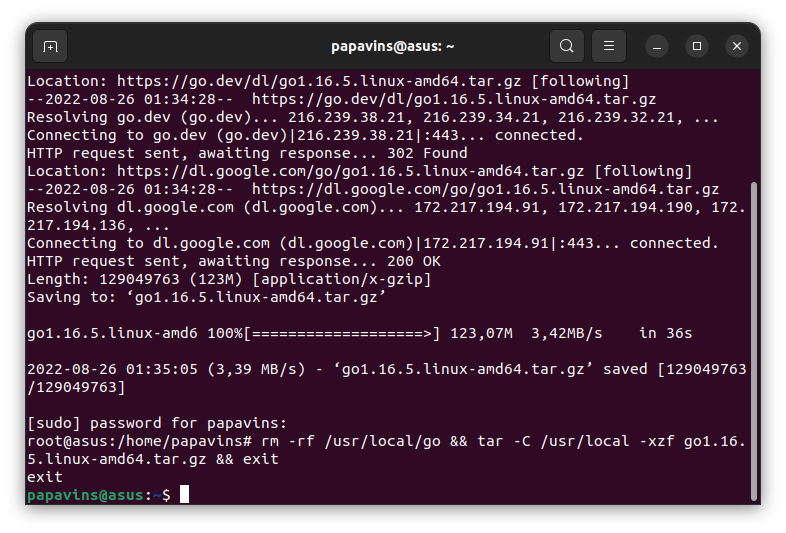 papavins@asus: ~
Location: https://go.dev/dl/go1.16.5.linux-amd64.tar.gz [following]
--2022-08-26 01:34:28--  https://go.dev/dl/go1.16.5.linux-amd64.tar.gz
Resolving go.dev (go.dev)... 216.239.38.21, 216.239.34.21, 216.239.32.21, ...
Connecting to go.dev (go.dev)|216.239.38.21|:443... connected.
HTTP request sent, awaiting response... 302 Found
Location: https://dl.google.com/go/go1.16.5.linux-amd64.tar.gz [following]
--2022-08-26 01:34:28--  https://dl.google.com/go/go1.16.5.linux-amd64.tar.gz
Resolving dl.google.com (dl.google.com)... 172.217.194.91, 172.217.194.190, 172.
217.194.136, ...
Connecting to dl.google.com (dl.google.com)|172.217.194.91|:443... connected.
HTTP request sent, awaiting response... 200 OK
Length: 129049763 (123M) [application/x-gzip]
Saving to: ‘go1.16.5.linux-amd64.tar.gz’
go1.16.5.linux-amd6 100%[===================>] 123,07M  3,42MB/s    in 36s
2022-08-26 01:35:05 (3,39 MB/s) - ‘go1.16.5.linux-amd64.tar.gz’ saved [129049763
/129049763]
[sudo] password for papavins:
root@asus:/home/papavins# rm -rf /usr/local/go && tar -C /usr/local -xzf go1.16.
5.linux-amd64.tar.gz && exit
exit
papavins@asus:~$